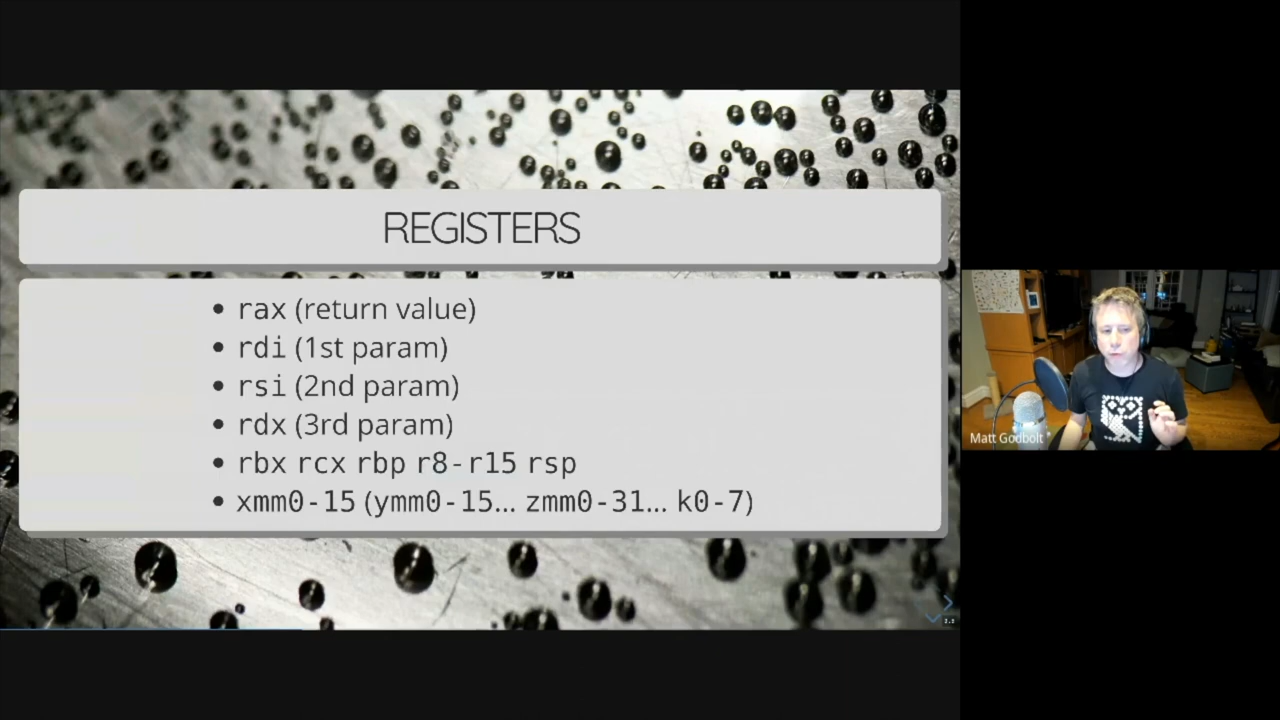 REGISTERS
• rax (return value)
• rdi (1st param)
• rsi (2nd param)
• rdx (3rd param)
• rbx rcx rbp r8-r15 rsp
• xmm0-15 (ymm0-15... zmm0-31... k0-7)
Matt Godbolt